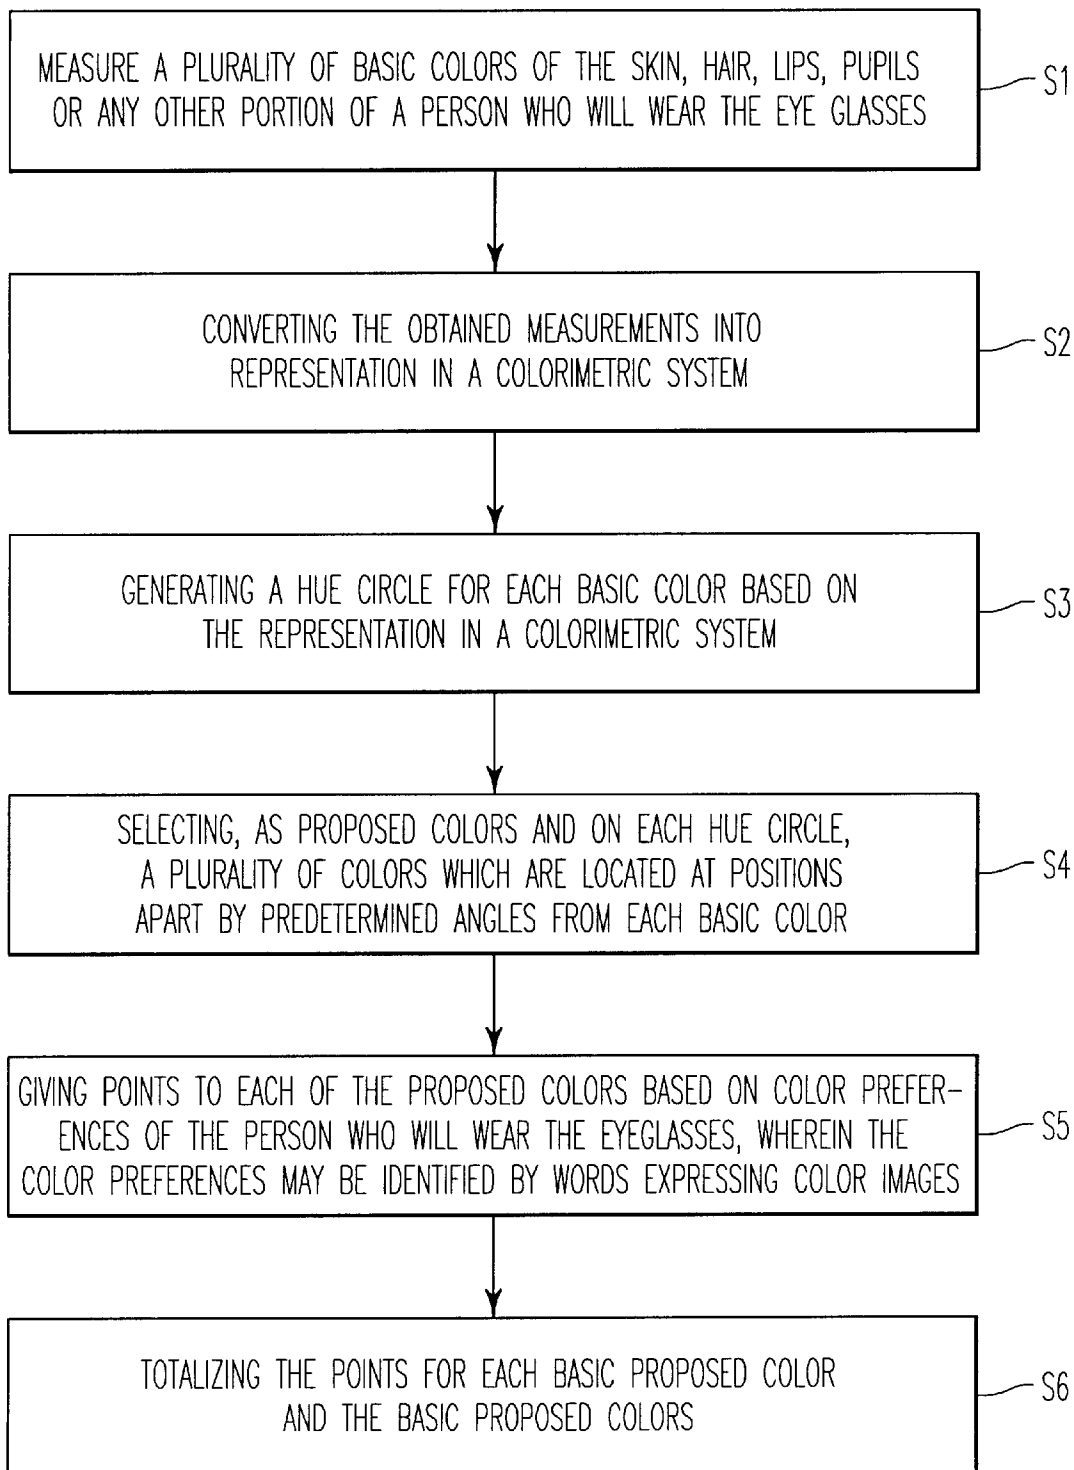 MEASURE A PLURALITY OF BASIC COLORS OF THE SKIN, HAIR, LIPS, PUPILS
OR ANY OTHER PORTION OF A PERSON WHO WILL WEAR THE EYE GLASSES
S1
CONVERTING THE OBTAINED MEASUREMENTS INTO
REPRESENTATION IN A COLORIMETRIC SYSTEM
S2
GENERATING A HUE CIRCLE FOR EACH BASIC COLOR BASED ON
THE REPRESENTATION IN A COLORIMETRIC SYSTEM
S3
SELECTING, AS PROPOSED COLORS AND ON EACH HUE CIRCLE,
A PLURALITY OF COLORS WHICH ARE LOCATED AT POSITIONS
APART BY PREDETERMINED ANGLES FROM EACH BASIC COLOR
S4
GIVING POINTS TO EACH OF THE PROPOSED COLORS BASED ON COLOR PREFER-
ENCES OF THE PERSON WHO WILL WEAR THE EYEGLASSES, WHEREIN THE
COLOR PREFERENCES MAY BE IDENTIFIED BY WORDS EXPRESSING COLOR IMAGES
S5
TOTALIZING THE POINTS FOR EACH BASIC PROPOSED COLOR
AND THE BASIC PROPOSED COLORS
S6